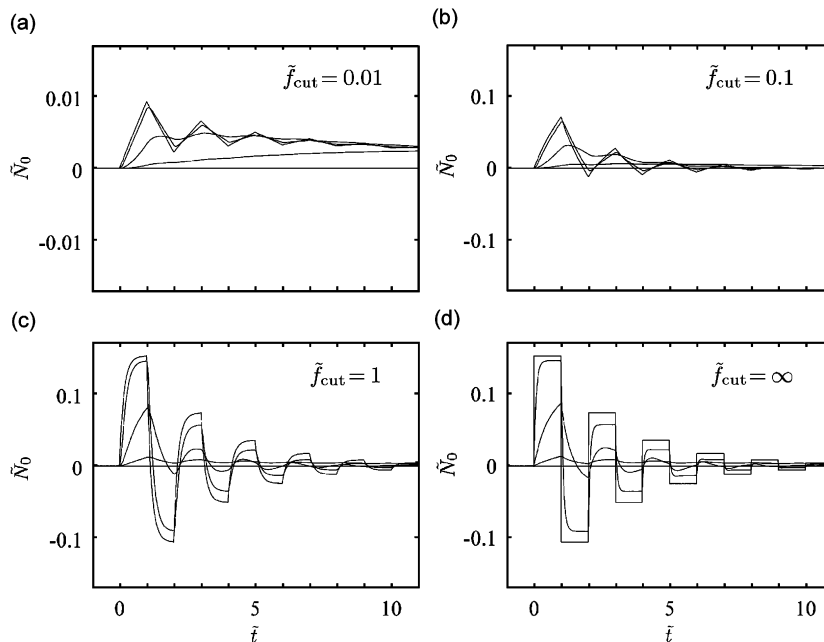 (a)
f̃cut = 0.01
0.01
0
-0.01
Ñ0
(b)
f̃cut = 0.1
0.1
0
-0.1
Ñ0
(c)
f̃cut = 1
0.1
0
-0.1
Ñ0
0 5 10
t̃
(d)
f̃cut = ∞
0.1
0
-0.1
Ñ0
0 5 10
t̃